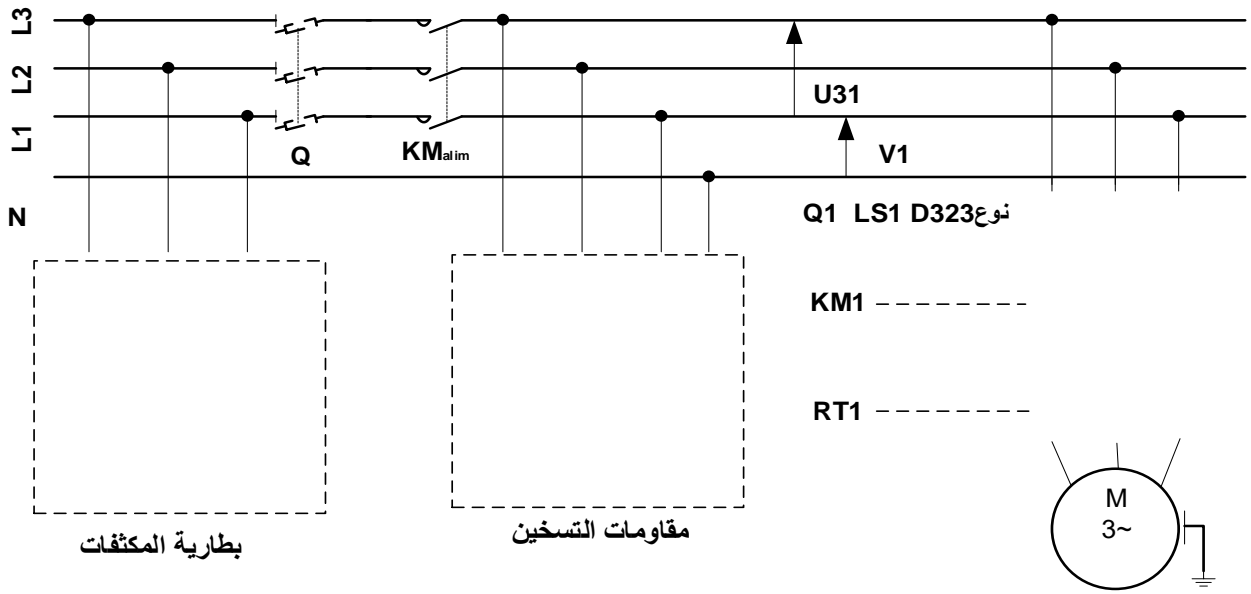 L3
L2
L1
N
Q
KMalim
U31
V1
Q1 LS1 D323نوع
KM1
RT1
M
3~
بطارية المكثفات
مقاومات التسخين